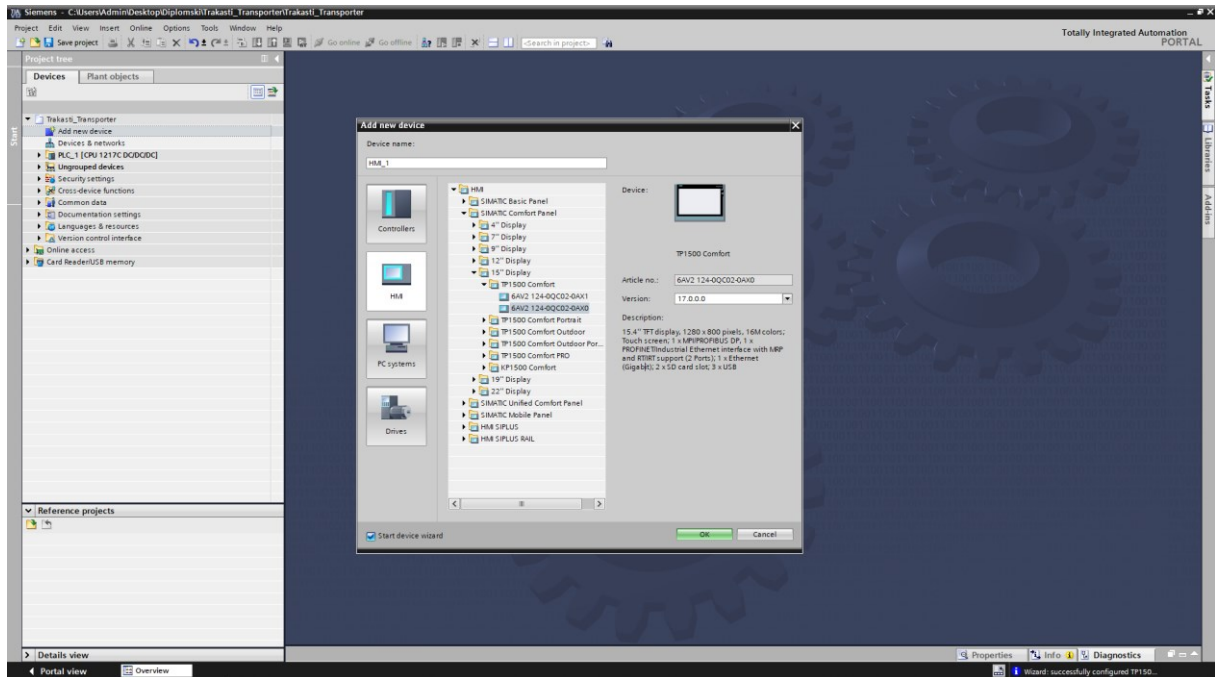 Siemens - C:\Users\Admin\Desktop\Diplomski\Trakasti_Transporter\Trakasti_Transporter
Project Edit View Insert Online Options Tools Window Help
Totally Integrated Automation
PORTAL
Save project
Go online
Go offline
<Search in project>
Project tree
Devices
Plant objects
Trakasti_Transporter
Add new device
Devices & networks
PLC_1 [CPU 1217C DC/DC/DC]
Ungrouped devices
Security settings
Cross-device functions
Common data
Documentation settings
Languages & resources
Version control interface
Online access
Card Reader/USB memory
Reference projects
Details view
Portal view
Overview
Start
Add new device
Device name:
HMI_1
Controllers
HMI
PC systems
Drives
HMI
SIMATIC Basic Panel
SIMATIC Comfort Panel
4" Display
7" Display
9" Display
12" Display
15" Display
TP1500 Comfort
6AV2 124-0QC02-0AX1
6AV2 124-0QC02-0AX0
TP1500 Comfort Portrait
TP1500 Comfort Outdoor
TP1500 Comfort Outdoor Por...
TP1500 Comfort PRO
KP1500 Comfort
19" Display
22" Display
SIMATIC Unified Comfort Panel
SIMATIC Mobile Panel
HMI SIPLUS
HMI SIPLUS RAIL
Device:
TP1500 Comfort
Article no.:
6AV2 124-0QC02-0AX0
Version:
17.0.0.0
Description:
15.4" TFT display, 1280 x 800 pixels, 16M colors;
Touch screen; 1 x MPI/PROFIBUS DP, 1 x
PROFINET/Industrial Ethernet interface with MRP
and RT/IRT support (2 Ports); 1 x Ethernet
(Gigabit); 2 x SD card slot; 3 x USB
Start device wizard
OK
Cancel
Tasks
Libraries
Add-ins
Properties
Info
Diagnostics
Wizard: successfully configured TP150...